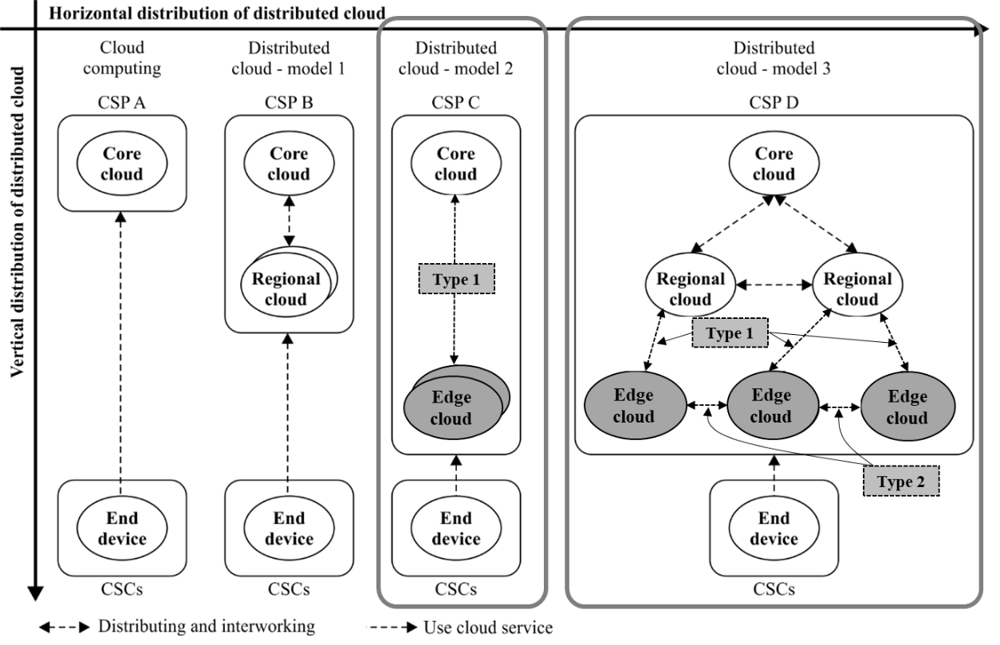 Horizontal distribution of distributed cloud
Vertical distribution of distributed cloud
Cloud
computing
CSP A
Core
cloud
End
device
CSCs
Distributed
cloud - model 1
CSP B
Core
cloud
Regional
cloud
End
device
CSCs
Distributed
cloud - model 2
CSP C
Core
cloud
Type 1
Edge
cloud
End
device
CSCs
Distributed
cloud - model 3
CSP D
Core
cloud
Regional
cloud
Regional
cloud
Type 1
Edge
cloud
Edge
cloud
Edge
cloud
Type 2
End
device
CSCs
Distributing and interworking
Use cloud service